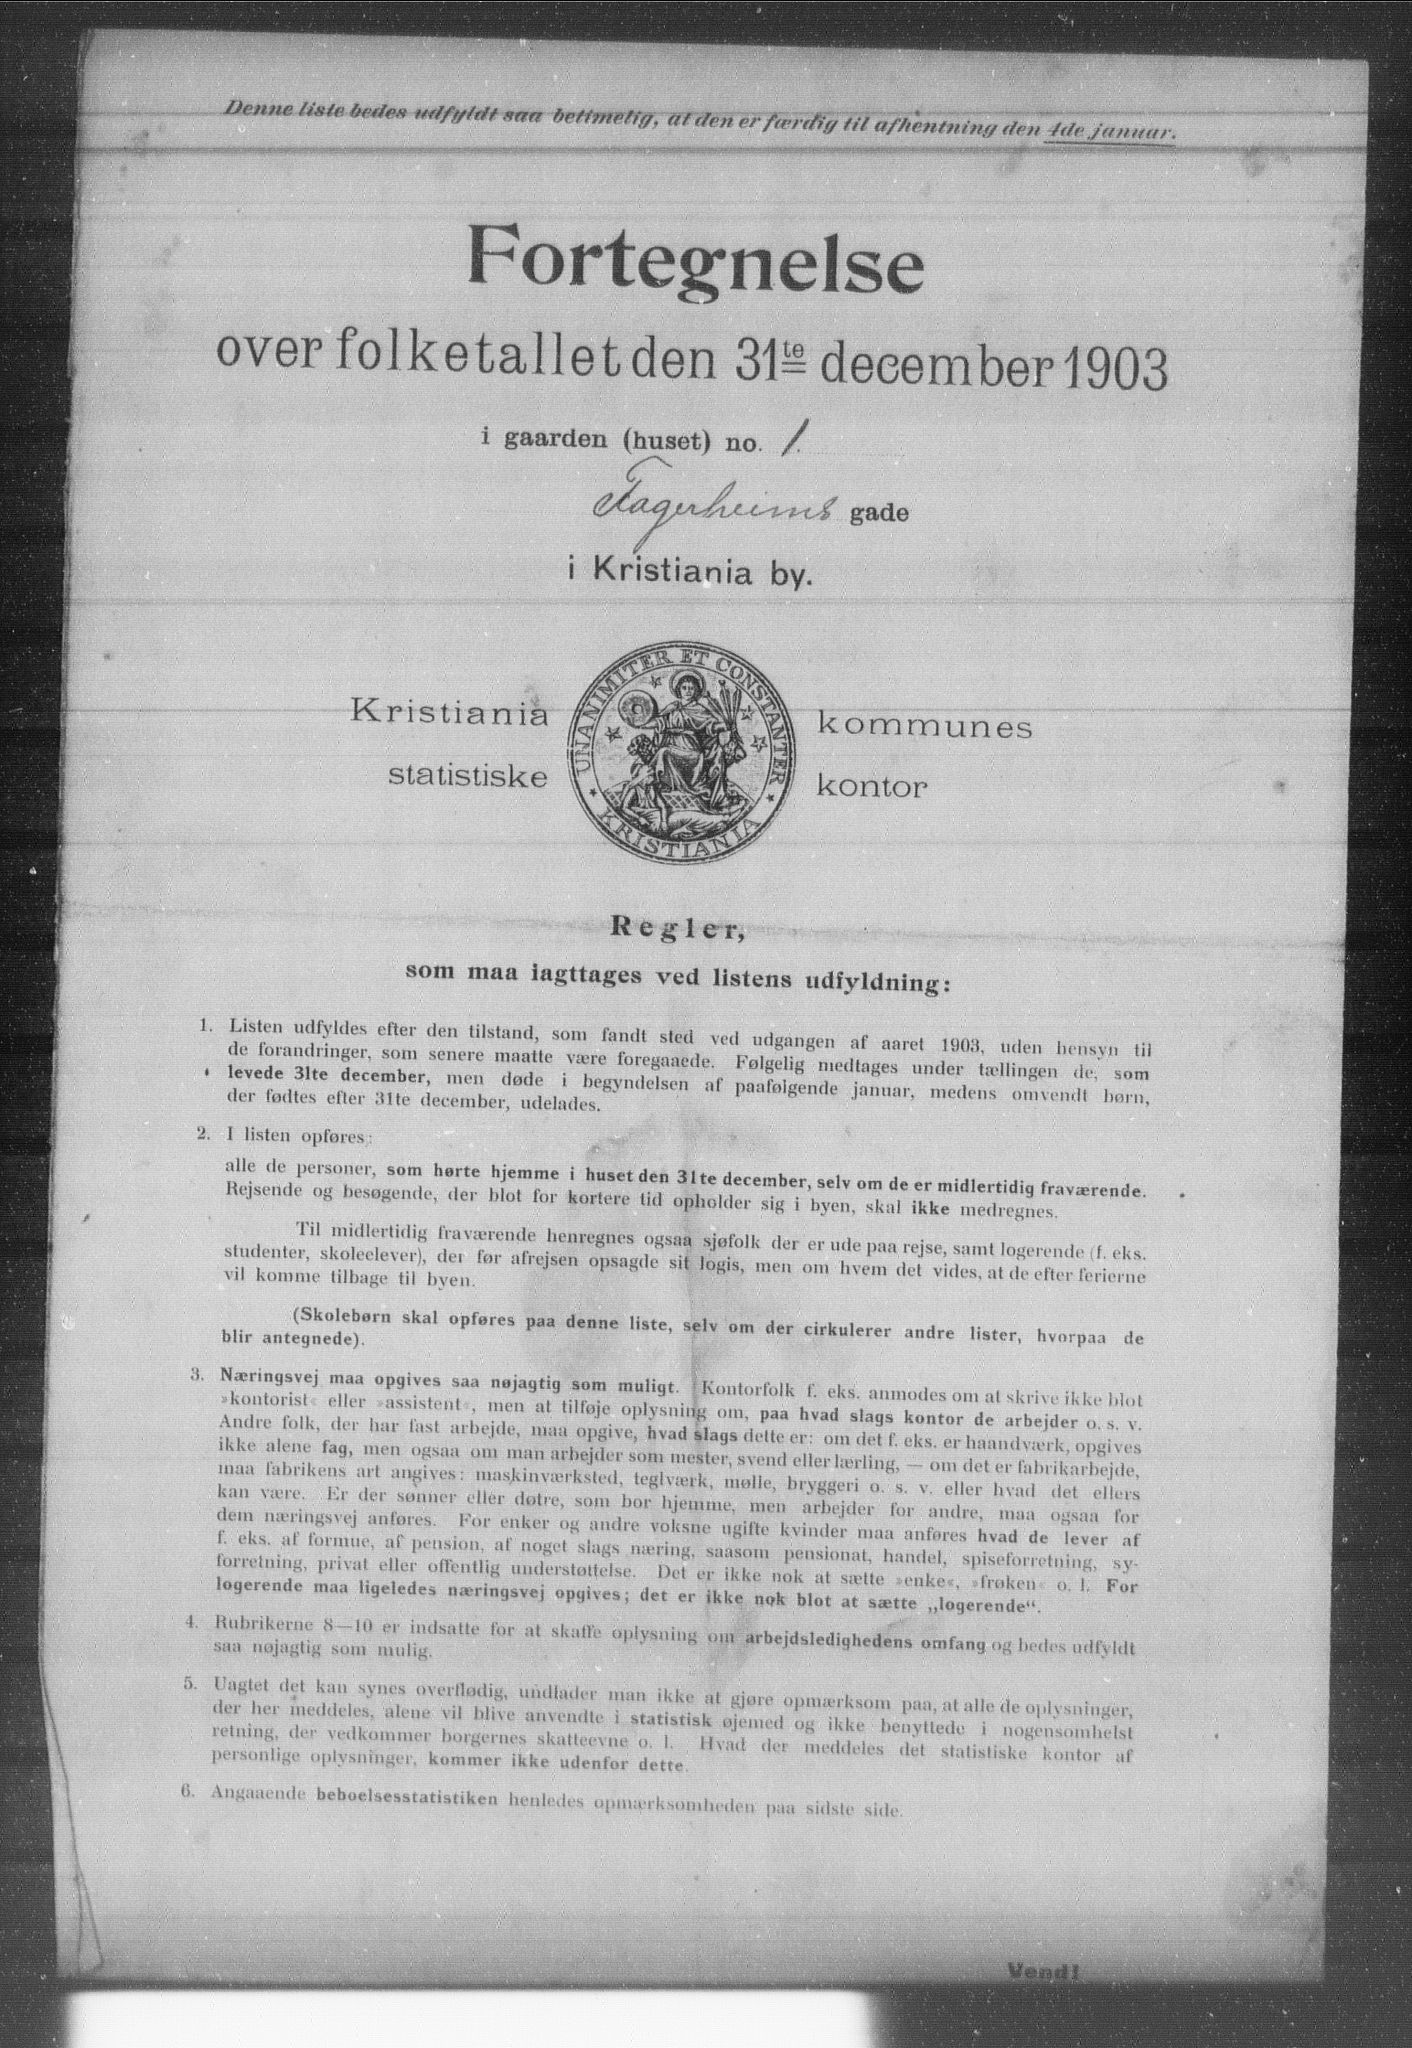 Denne liste bedes udfyldt saa betimelig, at den er færdig til afhentning den 4de januar.
Fortegnelse
over folketallet den 31te december 1903
i gaarden (huset) no. 1.
Fagerheims gade
i Kristiania by.
Kristiania kommunes
statistiske kontor
UNANIMITER ET CONSTANTER
KRISTIANIA
Regler,
som maa iagttages ved listens udfyldning:
1. Listen udfyldes efter den tilstand, som fandt sted ved udgangen af aaret 1903, uden hensyn til
de forandringer, som senere maatte være foregaaede. Følgelig medtages under tællingen de, som
levede 31te december, men døde i begyndelsen af paafølgende januar, medens omvendt børn,
der fødtes efter 31te december, udelades.
2. I listen opføres:
alle de personer, som hørte hjemme i huset den 31te december, selv om de er midlertidig fraværende.
Rejsende og besøgende, der blot for kortere tid opholder sig i byen, skal ikke medregnes.
Til midlertidig fraværende henregnes ogsaa sjøfolk der er ude paa rejse, samt logerende (f. eks.
studenter, skoleelever), der før afrejsen opsagde sit logis, men om hvem det vides, at de efter ferierne
vil komme tilbage til byen.
(Skolebørn skal opføres paa denne liste, selv om der cirkulerer andre lister, hvorpaa de
blir antegnede).
3. Næringsvej maa opgives saa nøjagtig som muligt. Kontorfolk f. eks. anmodes om at skrive ikke blot
»kontorist« eller »assistent«, men at tilføje oplysning om, paa hvad slags kontor de arbejder o. s. v.
Andre folk, der har fast arbejde, maa opgive, hvad slags dette er: om det f. eks. er haandværk, opgives
ikke alene fag, men ogsaa om man arbejder som mester, svend eller lærling, — om det er fabrikarbejde,
maa fabrikens art angives: maskinværksted, teglværk, mølle, bryggeri o. s. v. eller hvad det ellers
kan være. Er der sønner eller døtre, som bor hjemme, men arbejder for andre, maa ogsaa for
dem næringsvej anføres. For enker og andre voksne ugifte kvinder maa anføres hvad de lever af
f. eks. af formue, af pension, af noget slags næring, saasom pensionat, handel, spiseforretning, sy-
forretning, privat eller offentlig understøttelse. Det er ikke nok at sætte »enke«, »frøken« o. l. For
logerende maa ligeledes næringsvej opgives; det er ikke nok blot at sætte „logerende“.
4. Rubrikerne 8—10 er indsatte for at skaffe oplysning om arbejdsledighedens omfang og bedes udfyldt
saa nøjagtig som mulig.
5. Uagtet det kan synes overflødig, undlader man ikke at gjøre opmærksom paa, at alle de oplysninger,
der her meddeles, alene vil blive anvendte i statistisk øjemed og ikke benyttede i nogensomhelst
retning, der vedkommer borgernes skatteevne o. l. Hvad der meddeles det statistiske kontor af
personlige oplysninger, kommer ikke udenfor dette.
6. Angaaende beboelsesstatistiken henledes opmærksomheden paa sidste side.
Vend!